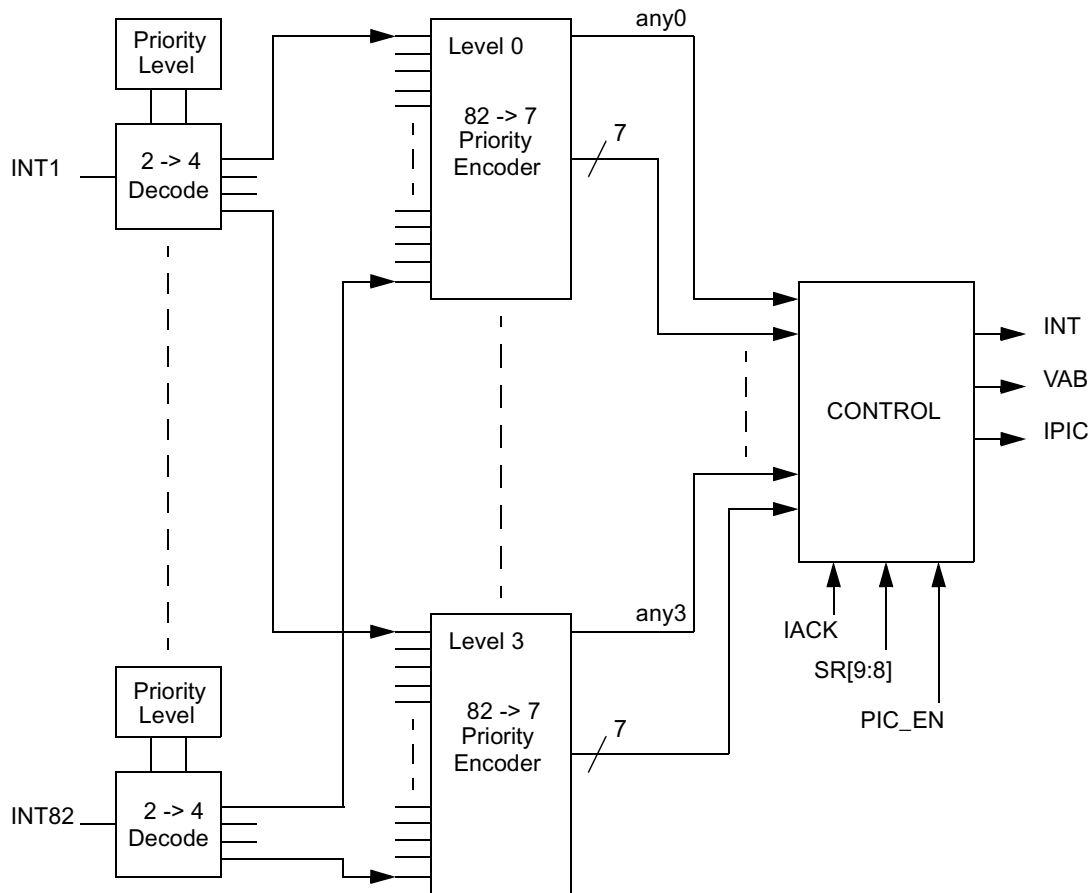 Priority
Level
INT1
2 -> 4
Decode
Level 0
82 -> 7
Priority
Encoder
any0
7
CONTROL
INT
VAB
IPIC
IACK
SR[9:8]
PIC_EN
Priority
Level
INT82
2 -> 4
Decode
Level 3
82 -> 7
Priority
Encoder
any3
7